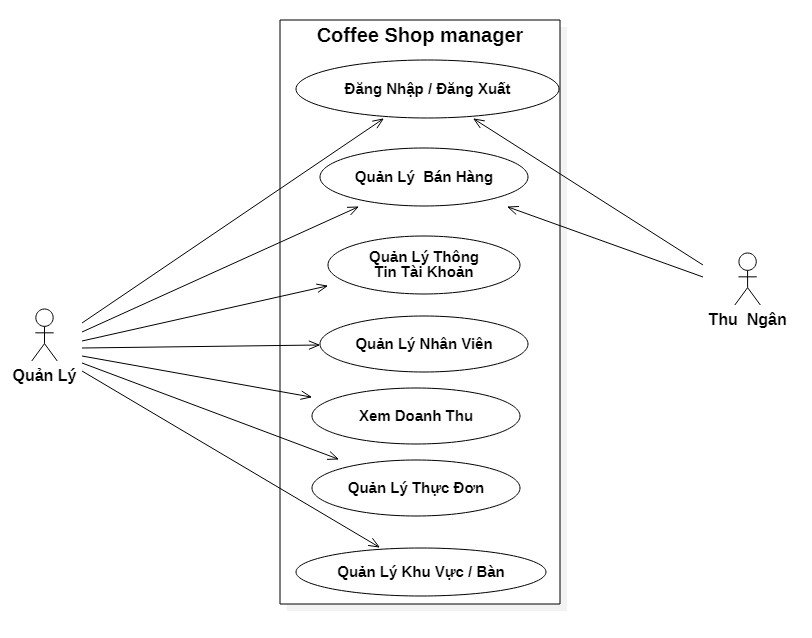 Coffee Shop manager
Đăng Nhập / Đăng Xuất
Quản Lý  Bán Hàng
Quản Lý Thông
Tin Tài Khoản
Quản Lý Nhân Viên
Xem Doanh Thu
Quản Lý Thực Đơn
Quản Lý Khu Vực / Bàn
Quản Lý
Thu  Ngân